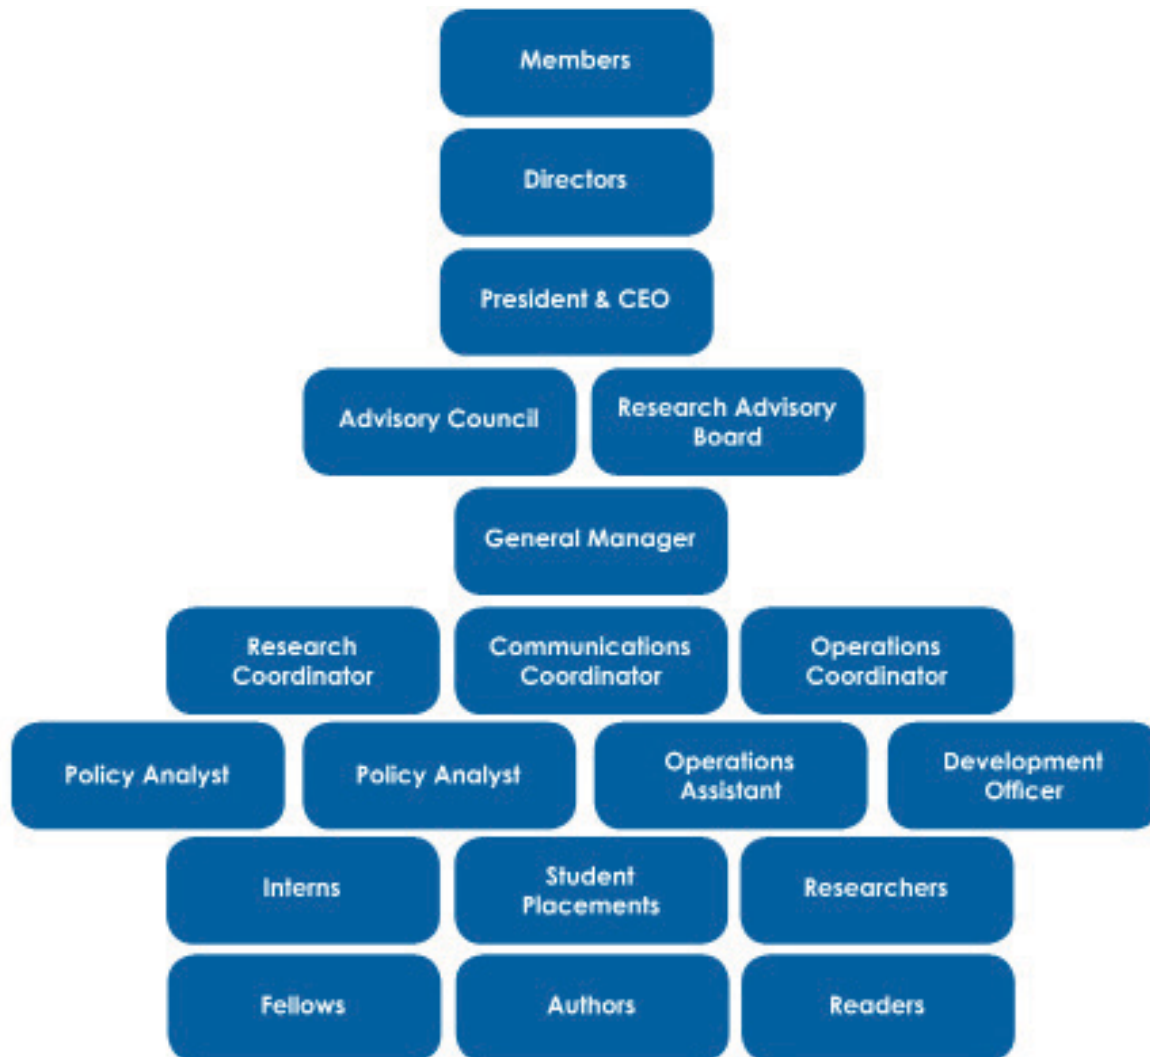 Members
Directors
President & CEO
Advisory Council
Research Advisory
Board
General Manager
Research
Coordinator
Communications
Coordinator
Operations
Coordinator
Policy Analyst
Policy Analyst
Operations
Assistant
Development
Officer
Interns
Student
Placements
Researchers
Fellows
Authors
Readers